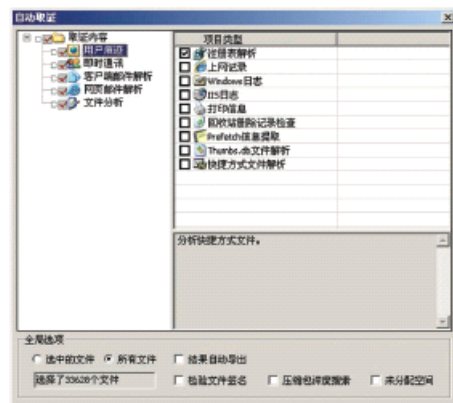 自动取证
取证内容
用户痕迹
即时通讯
客户端邮件解析
网页邮件解析
文件分析
项目类型
注册表解析
上网记录
Windows日志
IIS日志
打印信息
回收站删除记录检查
Prefetch信息提取
Thumbs.db文件解析
快捷方式文件解析
分析快捷方式文件。
全局选项
选中的文件 所有文件 结果自动导出
选择了33628个文件 检验文件签名 压缩包深度搜索 未分配空间